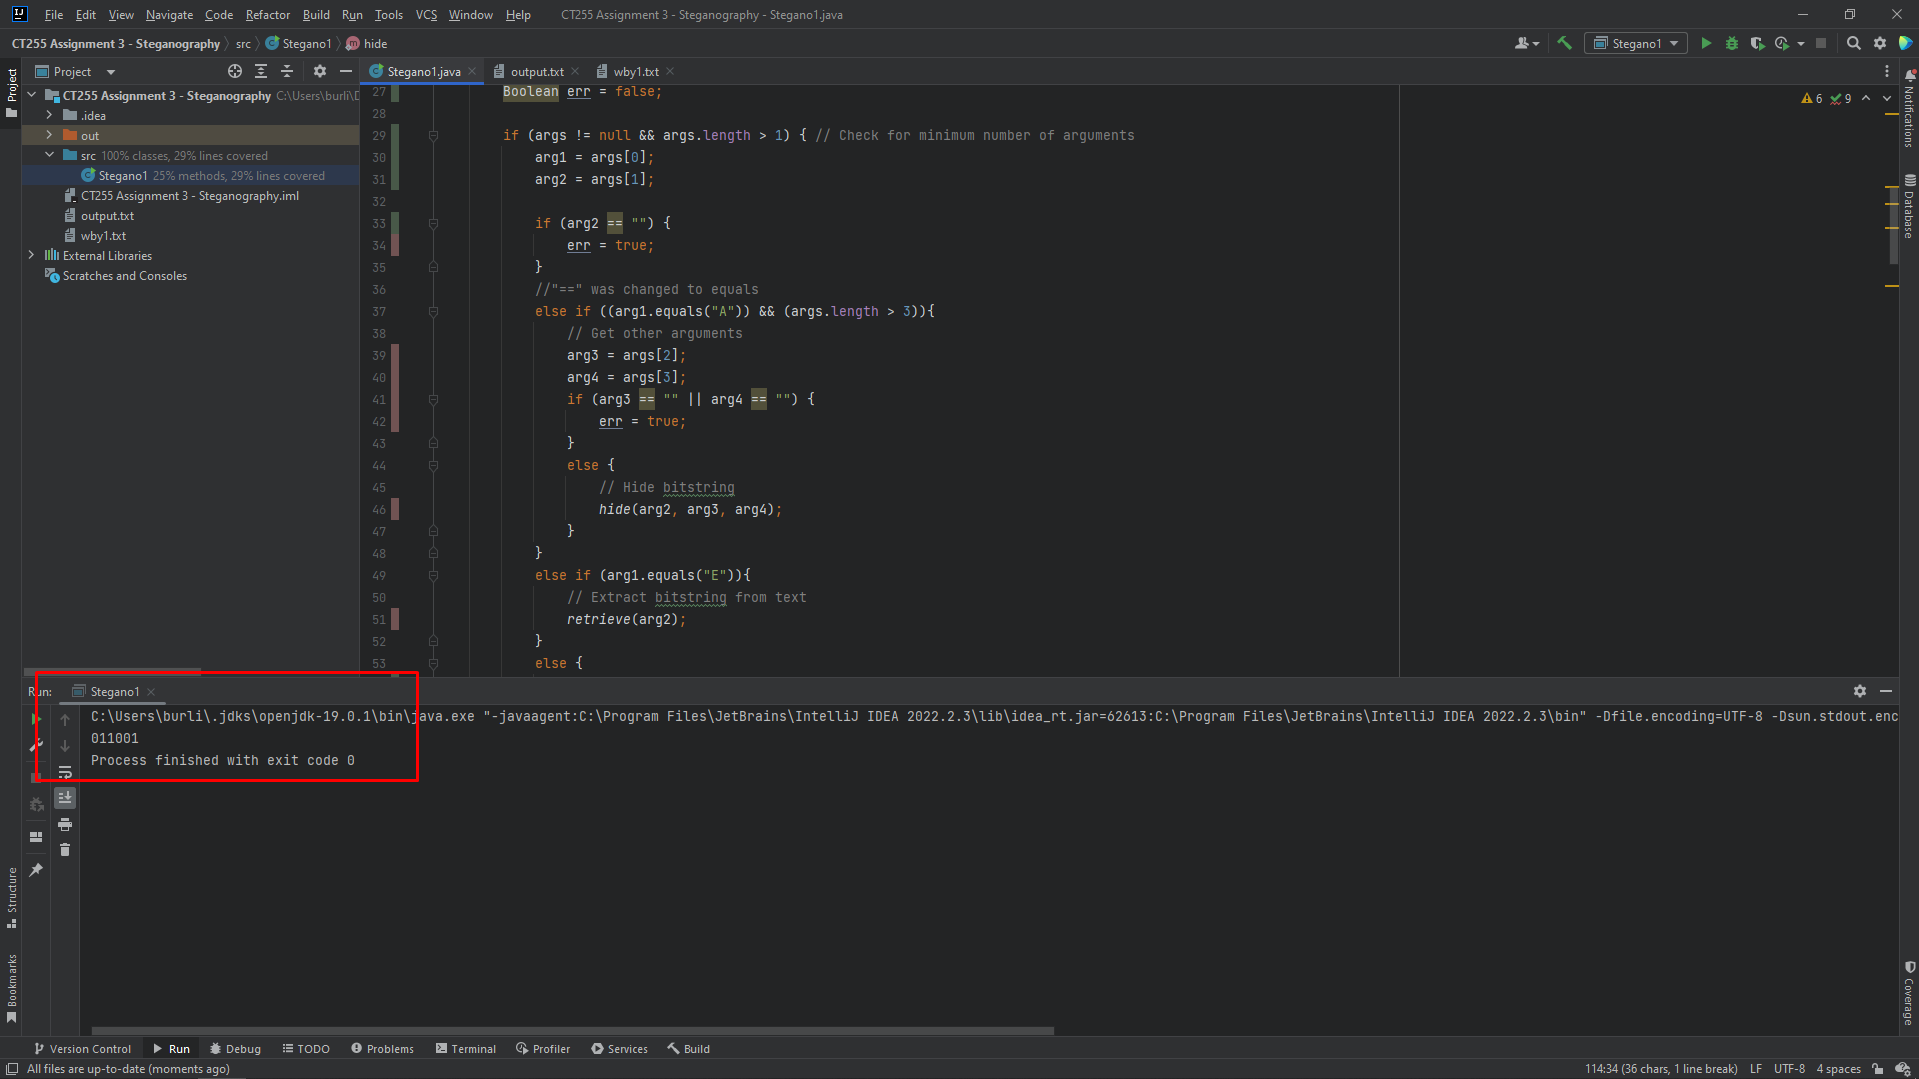 File Edit View Navigate Code Refactor Build Run Tools VCS Window Help CT255 Assignment 3 - Steganography - Stegano1.java
CT255 Assignment 3 - Steganography src Stegano1 hide
Stegano1
Project
Stegano1.java output.txt wby1.txt
Project
CT255 Assignment 3 - Steganography C:\Users\burli\D
.idea
out
src 100% classes, 29% lines covered
Stegano1 25% methods, 29% lines covered
CT255 Assignment 3 - Steganography.iml
output.txt
wby1.txt
External Libraries
Scratches and Consoles
6 9
27 Boolean err = false;
28
29 if (args != null && args.length > 1) { // Check for minimum number of arguments
30 arg1 = args[0];
31 arg2 = args[1];
32
33 if (arg2 == "") {
34 err = true;
35 }
36 //"==" was changed to equals
37 else if ((arg1.equals("A")) && (args.length > 3)){
38 // Get other arguments
39 arg3 = args[2];
40 arg4 = args[3];
41 if (arg3 == "" || arg4 == "") {
42 err = true;
43 }
44 else {
45 // Hide bitstring
46 hide(arg2, arg3, arg4);
47 }
48 }
49 else if (arg1.equals("E")){
50 // Extract bitstring from text
51 retrieve(arg2);
52 }
53 else {
Notifications
Database
Run: Stegano1
C:\Users\burli\.jdks\openjdk-19.0.1\bin\java.exe "-javaagent:C:\Program Files\JetBrains\IntelliJ IDEA 2022.2.3\lib\idea_rt.jar=62613:C:\Program Files\JetBrains\IntelliJ IDEA 2022.2.3\bin" -Dfile.encoding=UTF-8 -Dsun.stdout.enc
011001
Process finished with exit code 0
Structure
Bookmarks
Coverage
Version Control Run Debug TODO Problems Terminal Profiler Services Build
All files are up-to-date (moments ago) 114:34 (36 chars, 1 line break) LF UTF-8 4 spaces